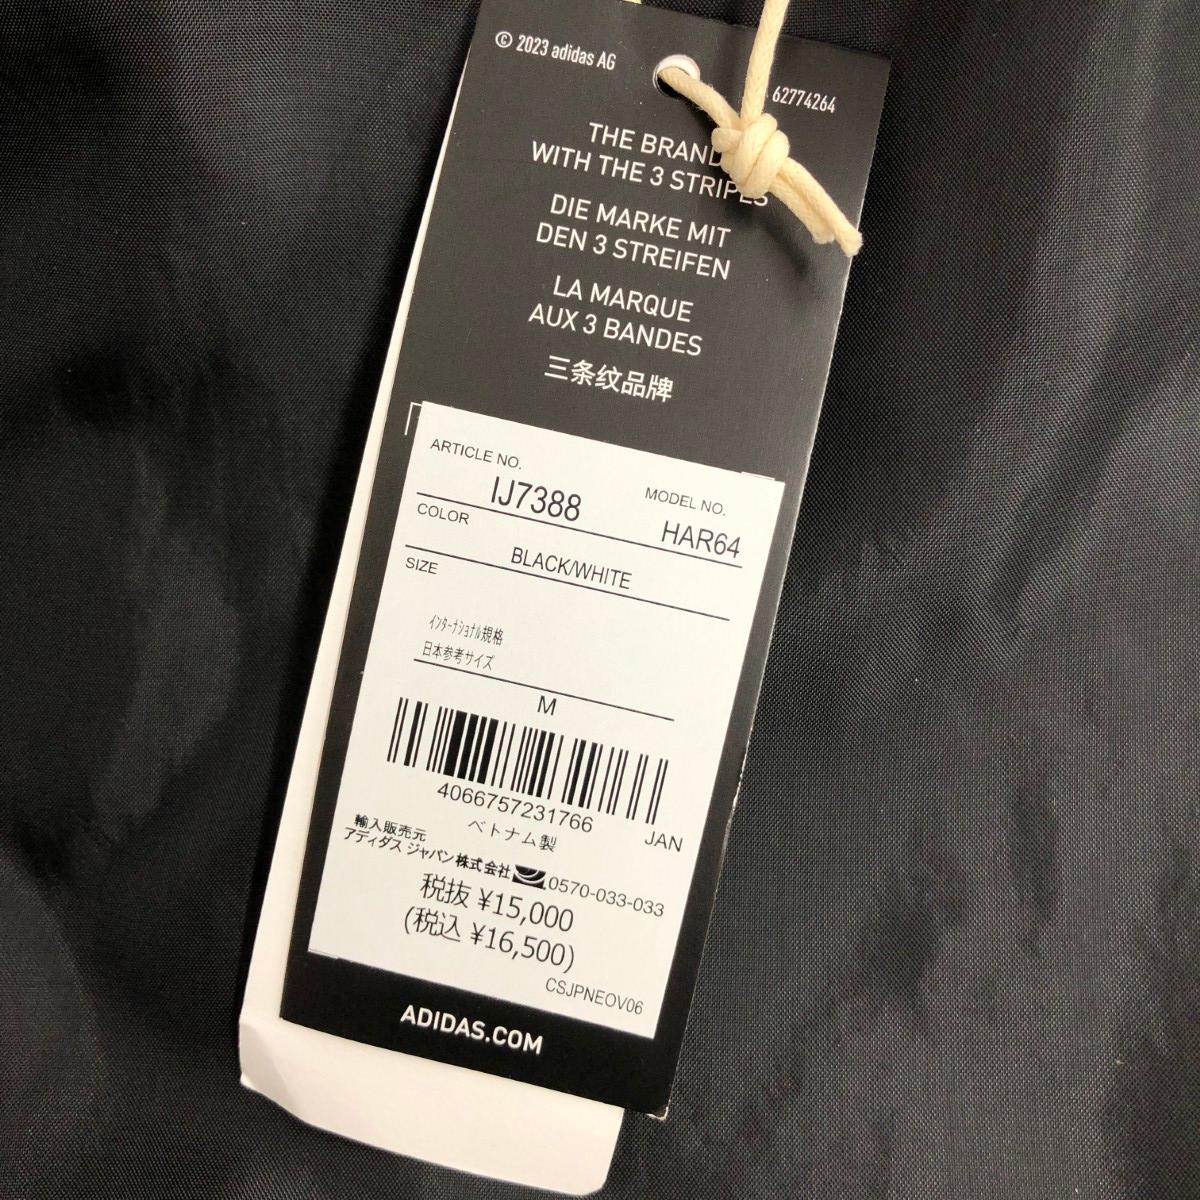 © 2023 adidas AG
62774264
THE BRAND
WITH THE 3 STRIPES
DIE MARKE MIT
DEN 3 STREIFEN
LA MARQUE
AUX 3 BANDES
三条纹品牌
ARTICLE NO.
IJ7388
MODEL NO.
HAR64
COLOR
BLACK/WHITE
SIZE
ｲﾝﾀｰﾅｼｮﾅﾙ規格
日本参考サイズ
M
4066757231766
JAN
ベトナム製
輸入販売元
アディダス ジャパン株式会社 0570-033-033
税抜 ¥15,000
(税込 ¥16,500)
CSJPNEOV06
ADIDAS.COM